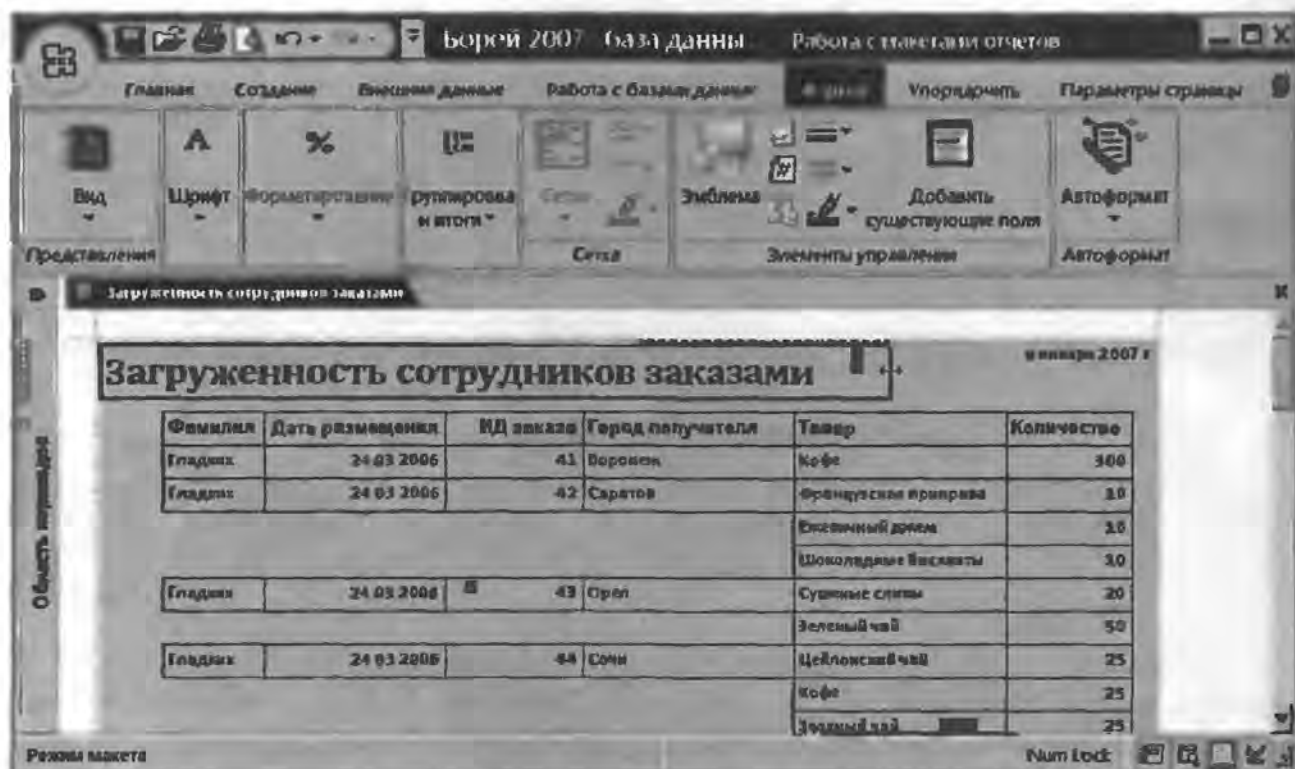 Борей 2007 база данны Работа с макетами отчетов
Главная Создание Внешние данные Работа с базами данных Упорядочить Параметры страницы
Вид
Шрифт
Форматирование
руппировка
и итоги
Сетка
Эмблема
Добавить
существующие поля
Автоформат
Представления
Сетка
Элементы управления
Автоформат
Загруженность сотрудников заказами
Область переходов
Загруженность сотрудников заказами
января 2007 г
Фамилия Дата размещения ИД заказа Город получателя Товар Количество
Гладких 24 03 2006 41 Воронеж Кофе 300
Гладких 24 03 2006 42 Саратов Французская приправа 10
Ежевичный джем 10
Шоколадные бисквиты 10
Гладких 24 03 2006 43 Орел Сушеные сливы 20
Зеленый чай 50
Гладких 24 03 2006 44 Сочи Цейлонский чай 25
Кофе 25
чай 25
Режим макета
Num Lock